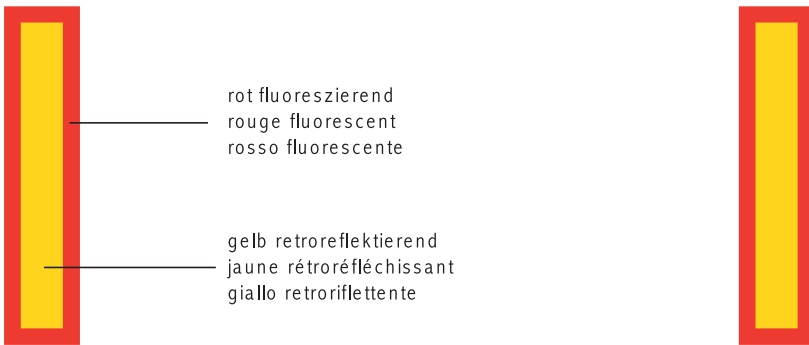 rot fluoreszierend
rouge fluorescent
rosso fluorescente
gelb retroreflektierend
jaune rétroréfléchissant
giallo retroriflettente